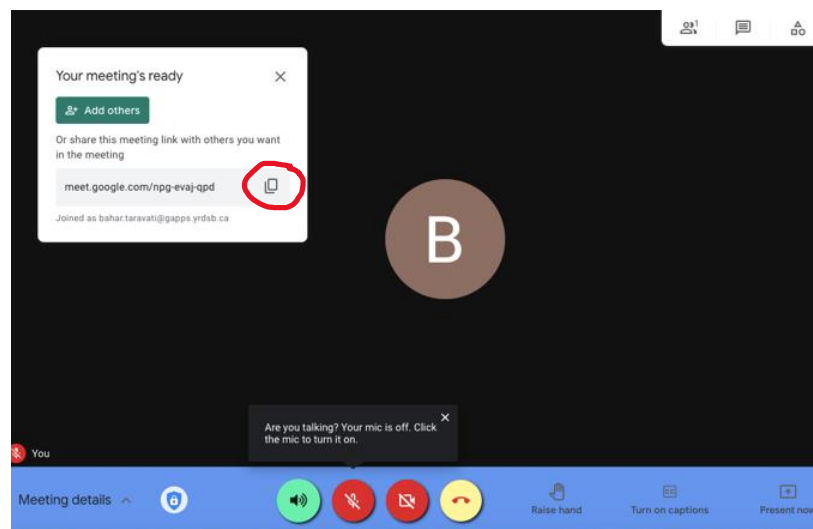 1
Your meeting's ready
Add others
Or share this meeting link with others you want
in the meeting
meet.google.com/npg-evaj-qpd
Joined as bahar.taravati@gapps.yrdsb.ca
B
Are you talking? Your mic is off. Click
the mic to turn it on.
You
Meeting details
Raise hand
CC
Turn on captions
Present now